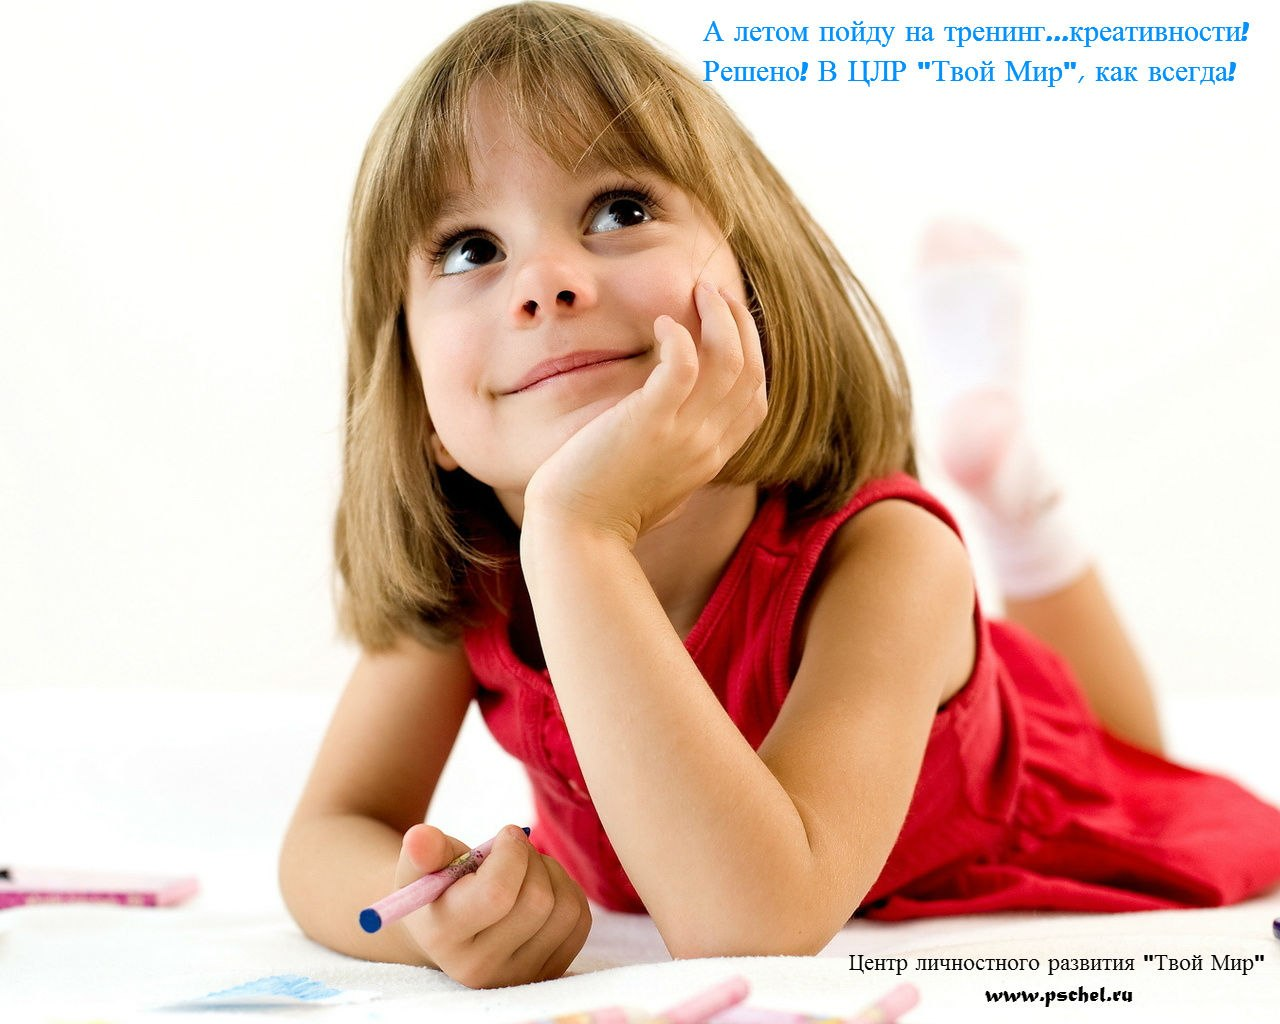 А летом пойду на тренинг...креативности!
Решено! В ЦЛР "Твой Мир", как всегда!
Центр личностного развития "Твой Мир"
www.pschel.ru